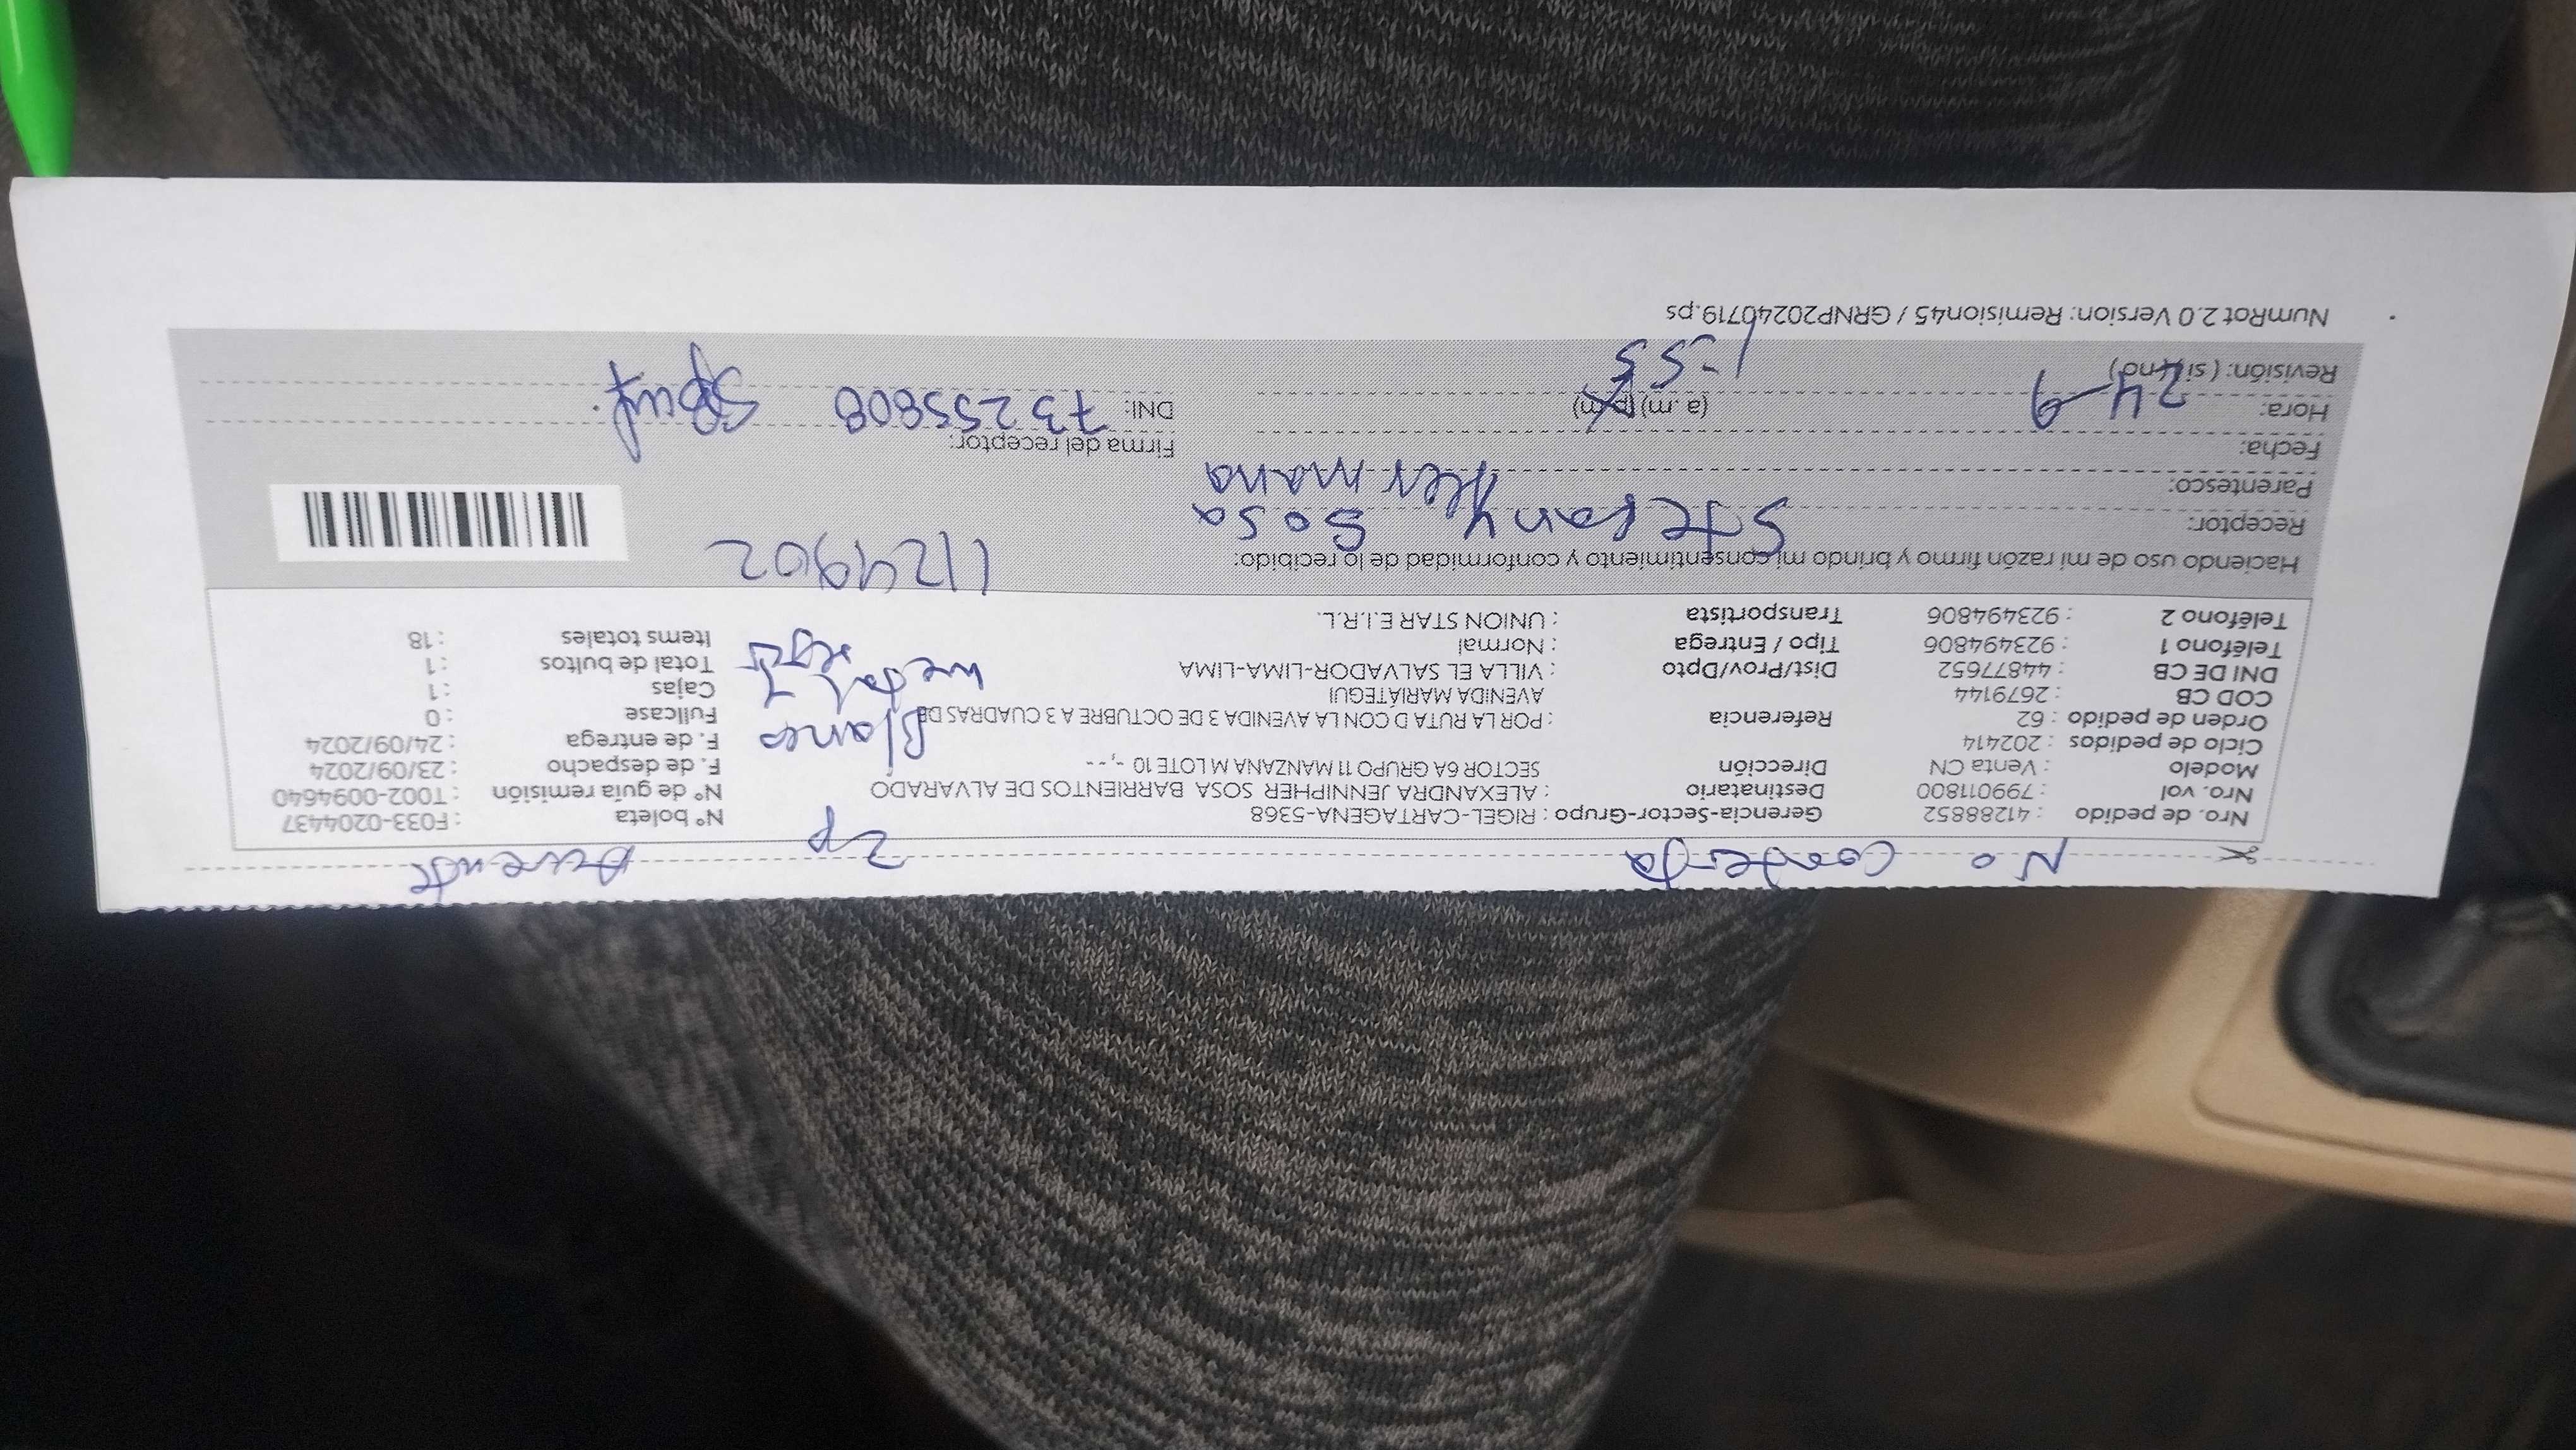 No contesta 2p Ausente
Nro. de pedido : 41288852 Gerencia-Sector-Grupo : RIGEL-CARTAGENA-5368 N° boleta : F033-0204437
Nro. vol. : 799011800 Destinatario : ALEXANDRA JENNIPHER SOSA BARRIENTOS DE ALVARADO N° de guía remisión : T002-0094640
Modelo : Venta CN Dirección SECTOR 6A GRUPO 11 MANZANA M LOTE 10 -,-- F. de despacho : 23/09/2024
Ciclo de pedidos : 202414 F. de entrega : 24/09/2024
Orden de pedido : 62 Referencia : POR LA RUTA D CON LA AVENIDA 3 DE OCTUBRE A 3 CUADRAS DE Blanco Fullcase : 0
COD CB : 2679144 AVENIDA MARIÁTEGUI Cajas : 1
DNI DE CB : 44877652 Dist/Prov/Dpto : VILLA EL SALVADOR-LIMA-LIMA Total de bultos : 1
Teléfono 1 : 923494806 Tipo / Entrega : Normal Items totales : 18
Teléfono 2 : 923494806 Transportista : UNION STAR E.I.R.L.
Haciendo uso de mi razón firmo y brindo mi consentimiento y conformidad de lo recibido: 1124902
Receptor: Stefany Sosa
Parentesco: Hermana
Fecha: 24-9 Firma del receptor:
Hora: (a.m) (p.m) 1-55 DNI: 73255808
Revisión: ( si) (no)
NumRot 2.0 Version: Remision45 / GRNP20240719.ps